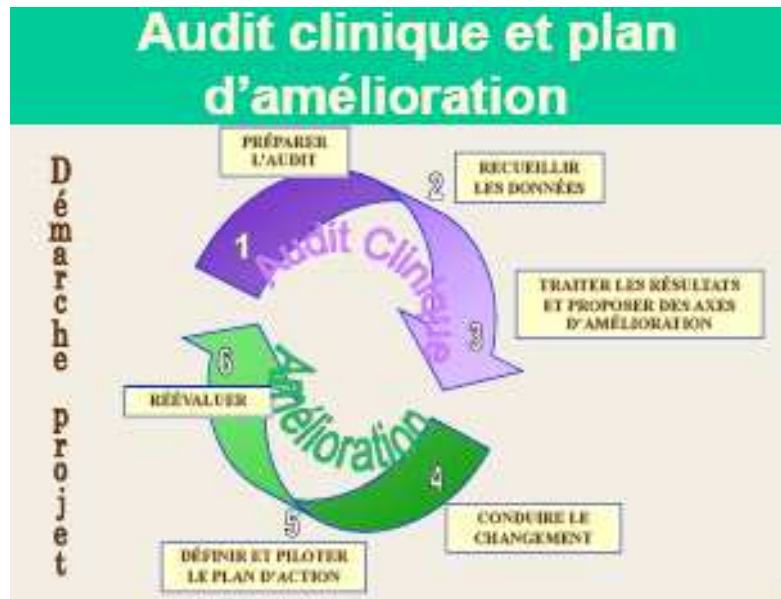 Audit clinique et plan
d'amélioration
Démarche projet
PRÉPARER
L'AUDIT
1
2
RECUEILLIR
LES DONNÉES
Audit Clinique
3
TRAITER LES RÉSULTATS
ET PROPOSER DES AXES
D'AMÉLIORATION
6
RÉÉVALUER
Amélioration
4
CONDUIRE LE
CHANGEMENT
5
DÉFINIR ET PILOTER
LE PLAN D'ACTION